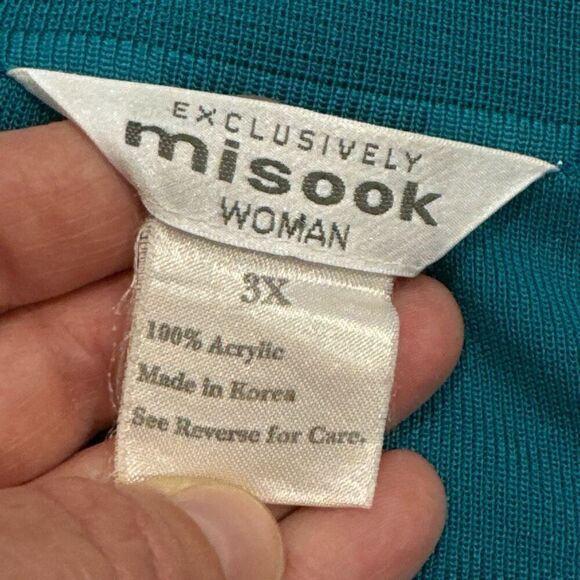 EXCLUSIVELY
misook
WOMAN
3X
100% Acrylic
Made in Korea
See Reverse for Care.